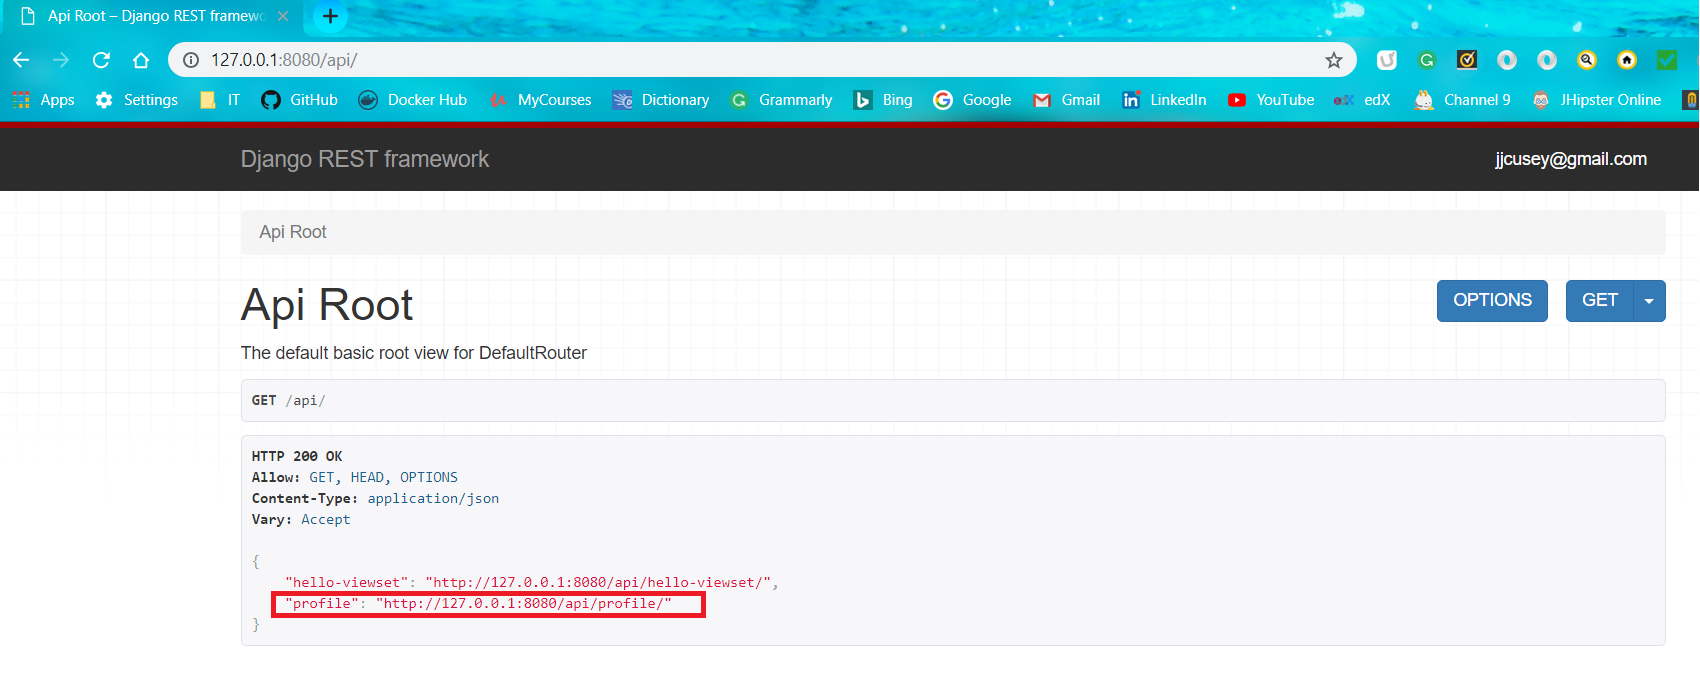 Api Root – Django REST framewo
127.0.0.1:8080/api/
Apps Settings IT GitHub Docker Hub MyCourses Dictionary Grammarly Bing Google Gmail LinkedIn YouTube edX Channel 9 JHipster Online
Django REST framework jjcusey@gmail.com
Api Root
Api Root OPTIONS GET
The default basic root view for DefaultRouter
GET /api/
HTTP 200 OK
Allow: GET, HEAD, OPTIONS
Content-Type: application/json
Vary: Accept
{
"hello-viewset": "http://127.0.0.1:8080/api/hello-viewset/",
"profile": "http://127.0.0.1:8080/api/profile/"
}